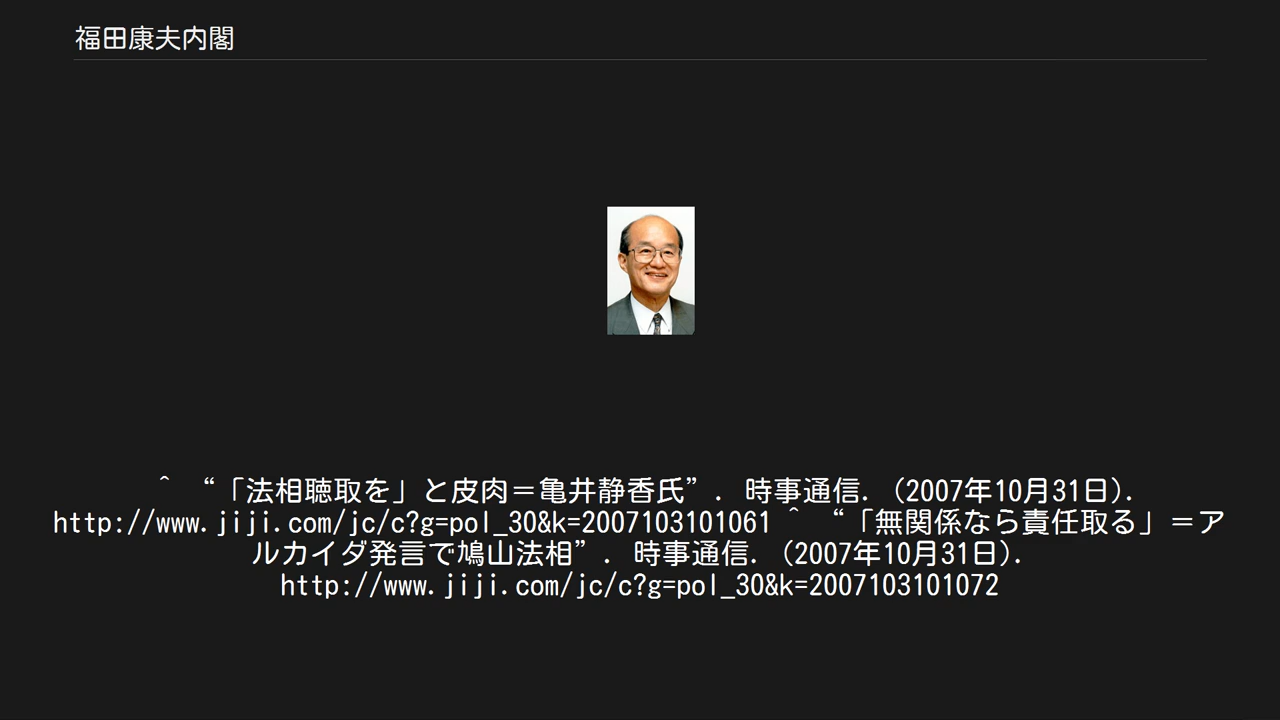 福田康夫内閣
^ “「法相聴取を」と皮肉＝亀井静香氏”. 時事通信. (2007年10月31日).
http://www.jiji.com/jc/c?g=pol_30&k=2007103101061 ^ “「無関係なら責任取る」＝ア
ルカイダ発言で鳩山法相”. 時事通信. (2007年10月31日).
http://www.jiji.com/jc/c?g=pol_30&k=2007103101072